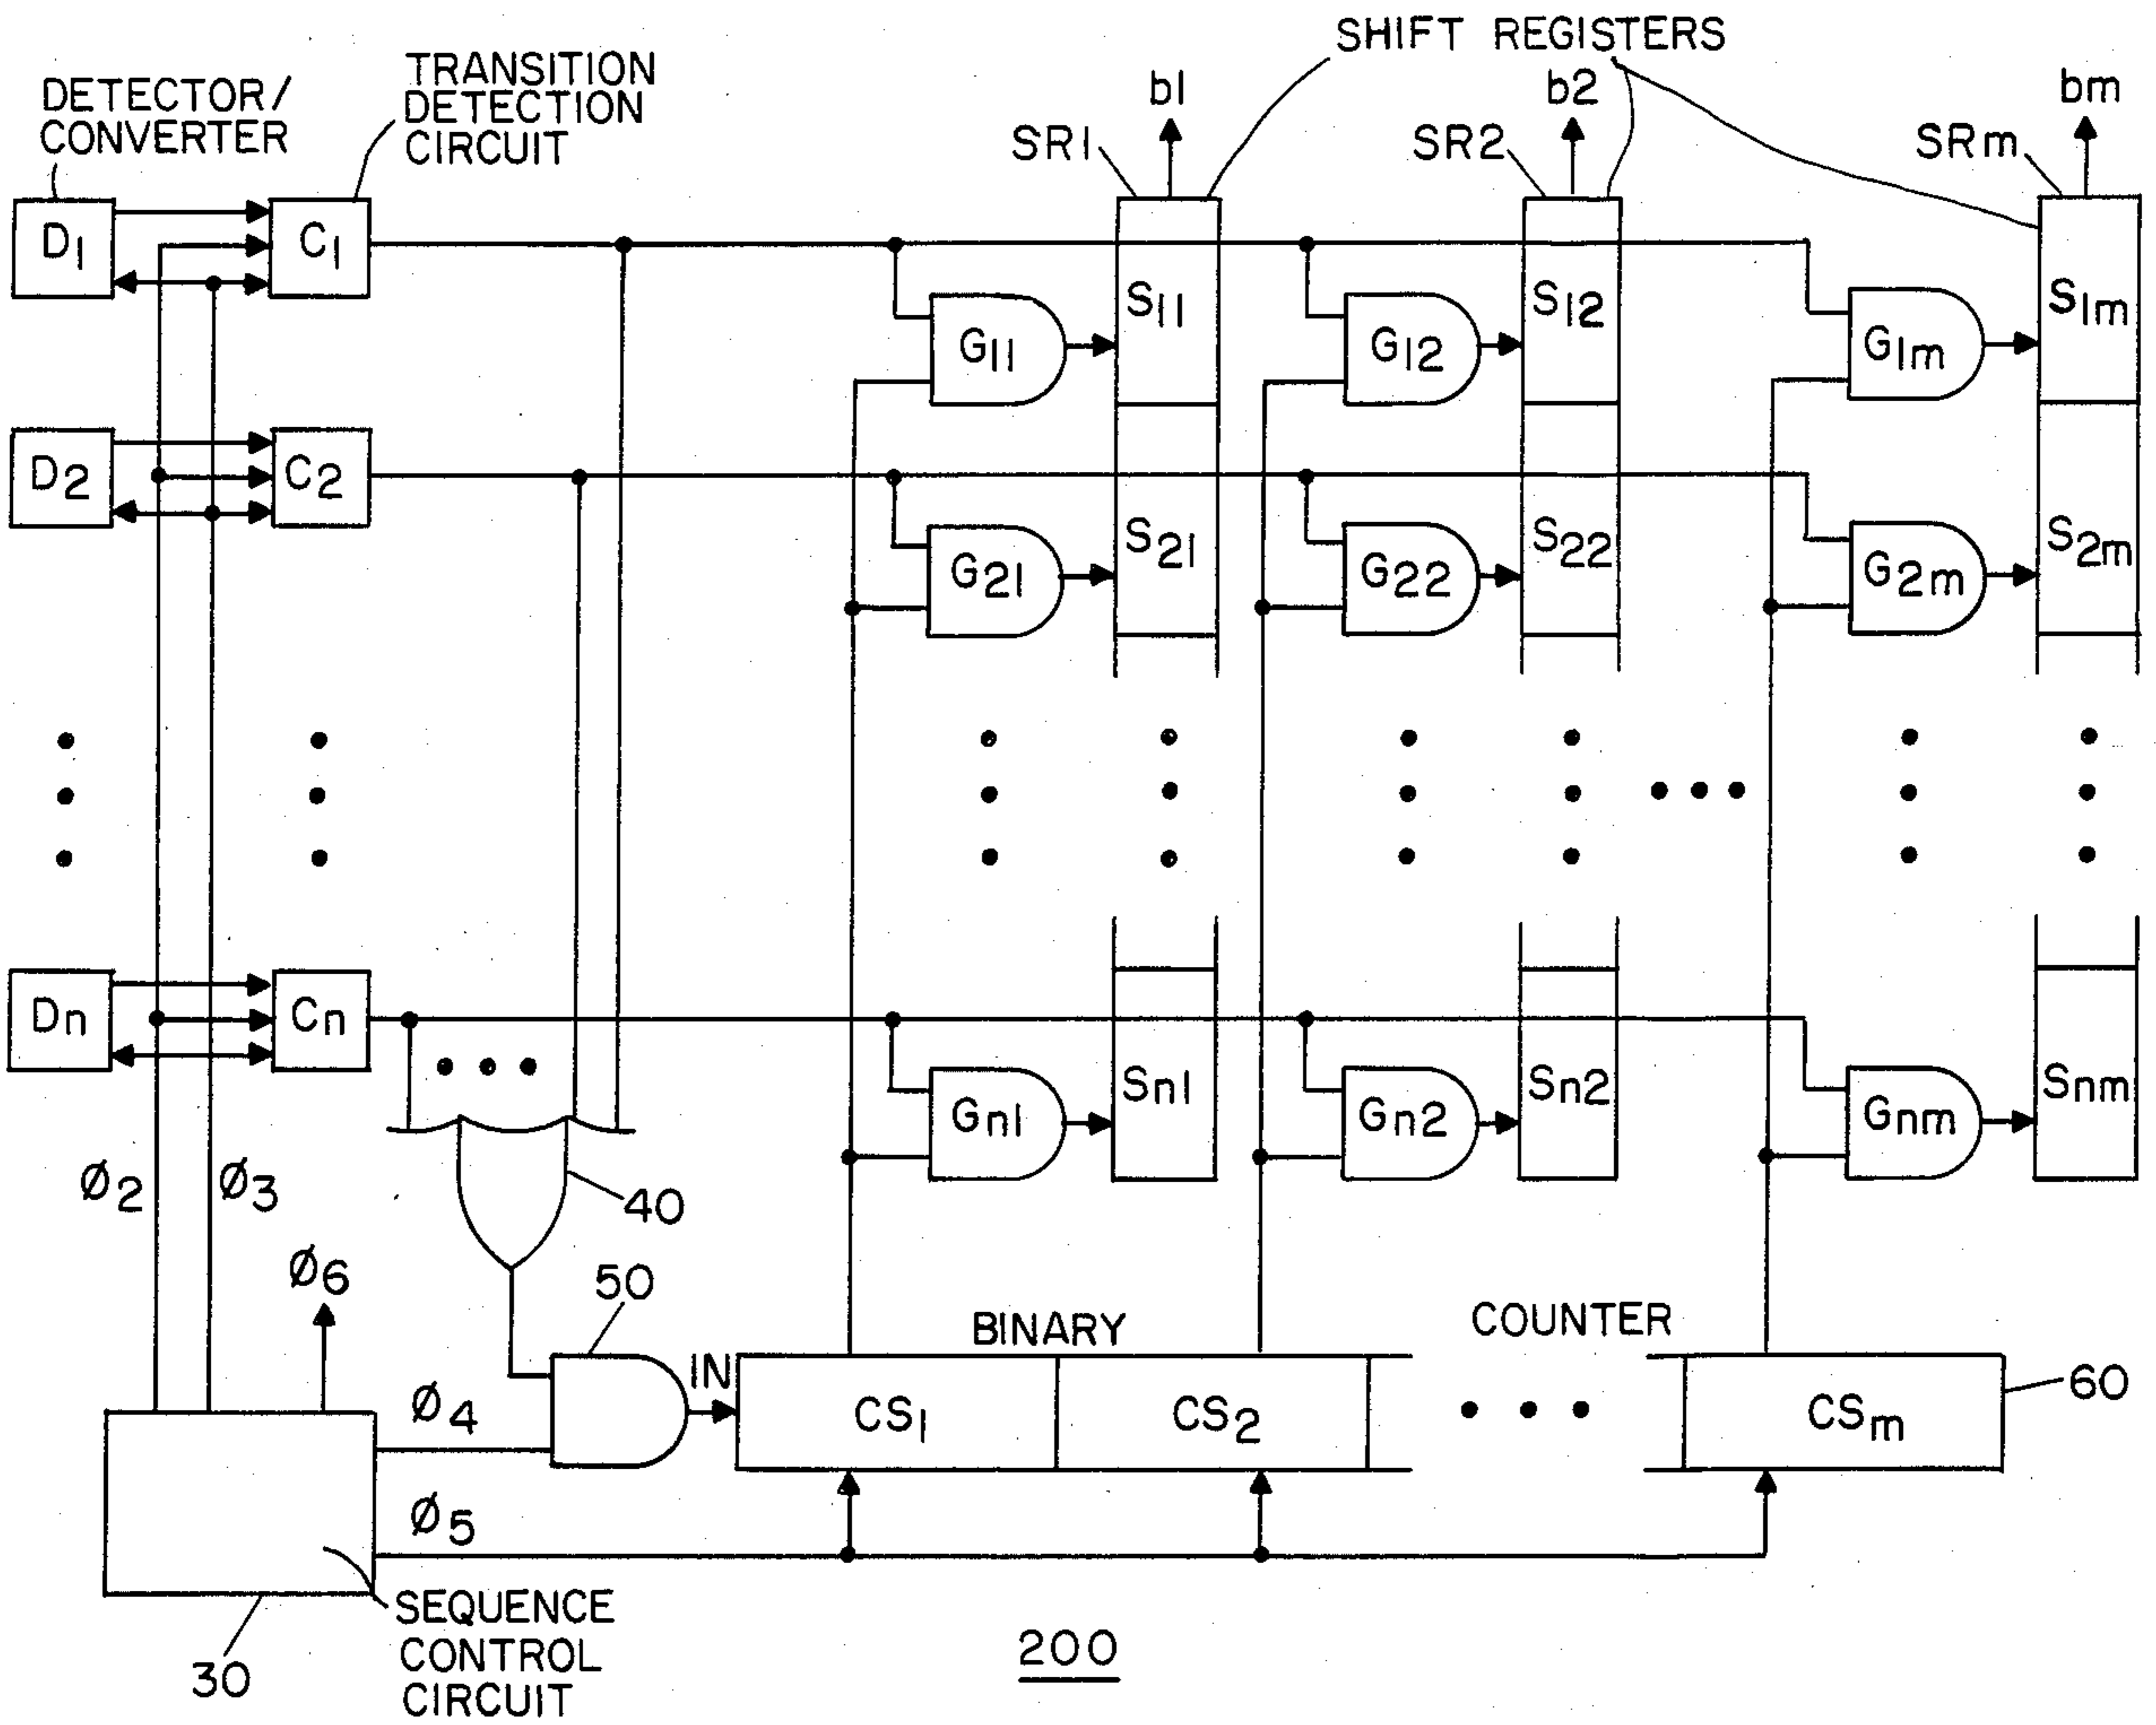 SHIFT REGISTERS
DETECTOR/
CONVERTER
TRANSITION
DETECTION
CIRCUIT
b1
b2
bm
SR1
SR2
SRm
D1
C1
G11
S11
G12
S12
G1m
S1m
D2
C2
G21
S21
G22
S22
G2m
S2m
Dn
Cn
Gn1
Sn1
Gn2
Sn2
Gnm
Snm
Ø2
Ø3
40
Ø6
50
BINARY
COUNTER
IN
Ø4
CS1
CS2
CSm
60
Ø5
SEQUENCE
CONTROL
CIRCUIT
30
200